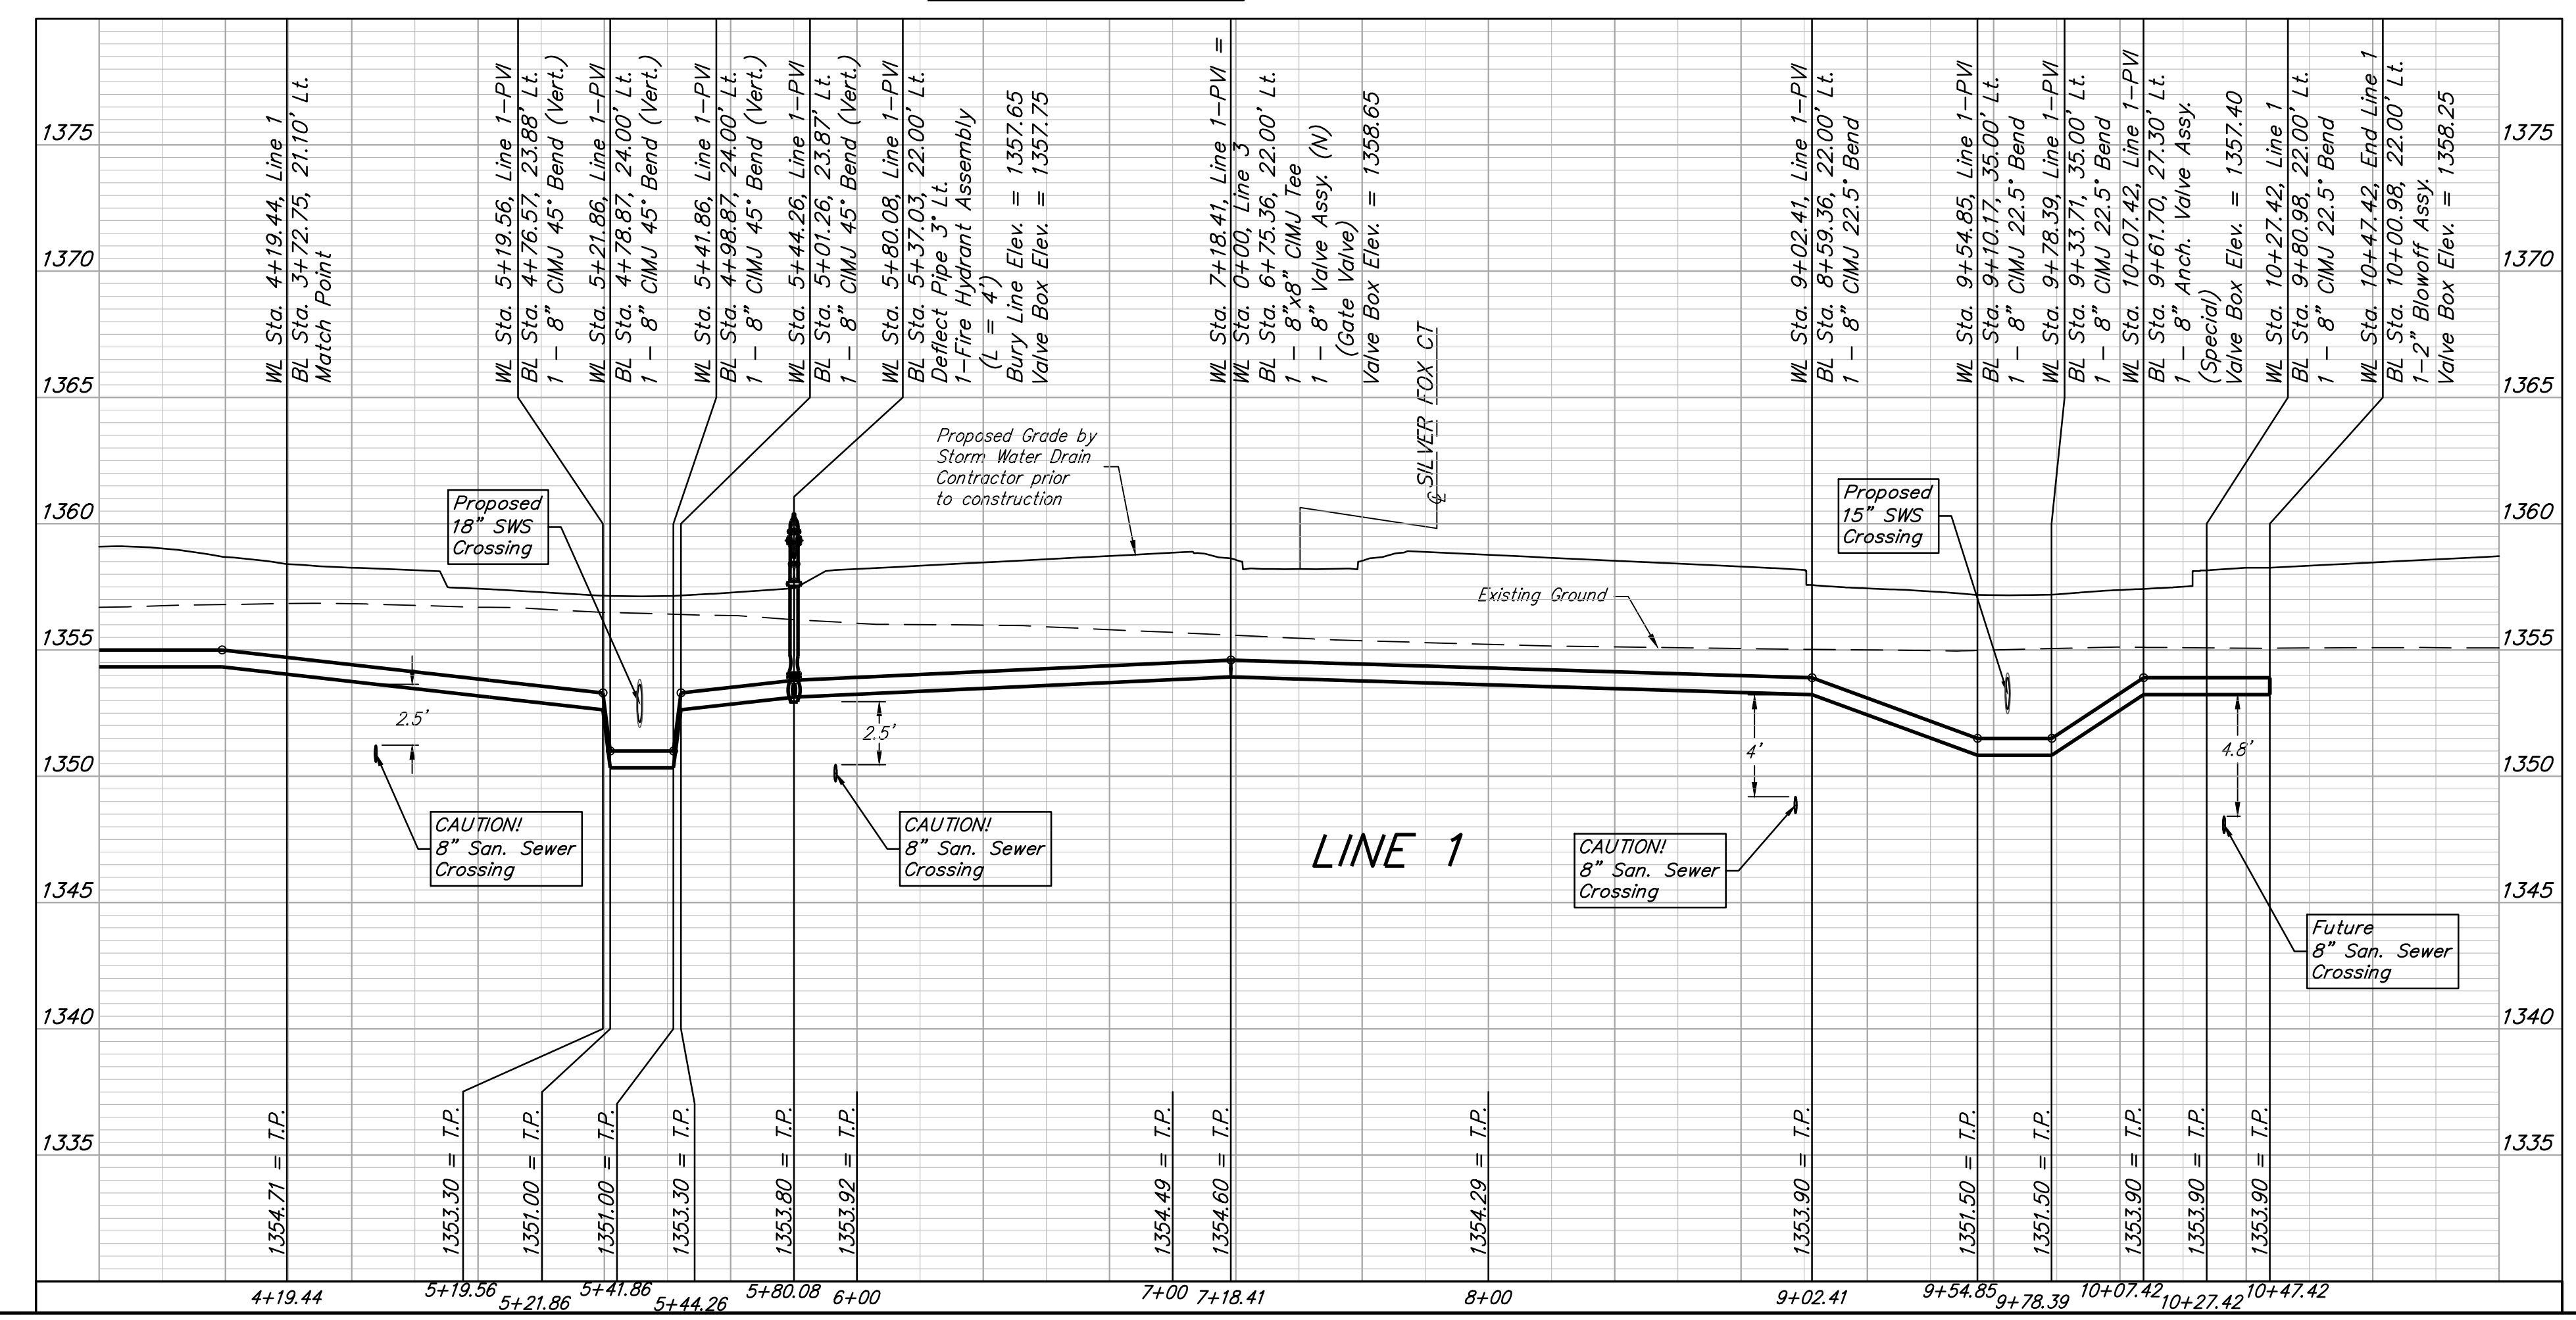 WL Sta. 4+19.44, Line 1
BL Sta. 3+72.75, 21.10' Lt.
Match Point
WL Sta. 5+19.56, Line 1-PVI
BL Sta. 4+76.57, 23.88' Lt.
1 - 8" CIMJ 45° Bend (Vert.)
WL Sta. 5+21.86, Line 1-PVI
BL Sta. 4+78.87, 24.00' Lt.
1 - 8" CIMJ 45° Bend (Vert.)
WL Sta. 5+41.86, Line 1-PVI
BL Sta. 4+98.87, 24.00' Lt.
1 - 8" CIMJ 45° Bend (Vert.)
WL Sta. 5+44.26, Line 1-PVI
BL Sta. 5+01.26, 23.87' Lt.
1 - 8" CIMJ 45° Bend (Vert.)
WL Sta. 5+80.08, Line 1-PVI
BL Sta. 5+37.03, 22.00' Lt.
Deflect Pipe 3° Lt.
1-Fire Hydrant Assembly
(L = 4')
Bury Line Elev. = 1357.65
Valve Box Elev. = 1357.75
WL Sta. 7+18.41, Line 1-PVI =
WL Sta. 0+00, Line 3
BL Sta. 6+75.36, 22.00' Lt.
1 - 8"x8" CIMJ Tee
1 - 8" Valve Assy. (N)
(Gate Valve)
Valve Box Elev. = 1358.65
WL Sta. 9+02.41, Line 1-PVI
BL Sta. 8+59.36, 22.00' Lt.
1 - 8" CIMJ 22.5° Bend
WL Sta. 9+54.85, Line 1-PVI
BL Sta. 9+10.17, 35.00' Lt.
1 - 8" CIMJ 22.5° Bend
WL Sta. 9+78.39, Line 1-PVI
BL Sta. 9+33.71, 35.00' Lt.
1 - 8" CIMJ 22.5° Bend
WL Sta. 10+07.42, Line 1-PVI
BL Sta. 9+61.70, 27.30' Lt.
1 - 8" Anch. Valve Assy.
(Special)
Valve Box Elev. = 1357.40
WL Sta. 10+27.42, Line 1
BL Sta. 9+80.98, 22.00' Lt.
1 - 8" CIMJ 22.5° Bend
WL Sta. 10+47.42, End Line 1
BL Sta. 10+00.98, 22.00' Lt.
1-2" Blowoff Assy.
Valve Box Elev. = 1358.25
1375
1375
1370
1370
1365
1365
1360
1360
1355
1355
1350
1350
1345
1345
1340
1340
1335
1335
Proposed Grade by
Storm Water Drain
Contractor prior
to construction
℄ SILVER FOX CT
Proposed
18" SWS
Crossing
Proposed
15" SWS
Crossing
Existing Ground
2.5'
2.5'
4'
4.8'
CAUTION!
8" San. Sewer
Crossing
CAUTION!
8" San. Sewer
Crossing
LINE 1
CAUTION!
8" San. Sewer
Crossing
Future
8" San. Sewer
Crossing
1354.71 = T.P.
1353.30 = T.P.
1351.00 = T.P.
1351.00 = T.P.
1353.30 = T.P.
1353.80 = T.P.
1353.92 = T.P.
1354.49 = T.P.
1354.60 = T.P.
1354.29 = T.P.
1353.90 = T.P.
1351.50 = T.P.
1351.50 = T.P.
1353.90 = T.P.
1353.90 = T.P.
1353.90 = T.P.
4+19.44
5+19.56
5+21.86
5+41.86
5+44.26
5+80.08
6+00
7+00
7+18.41
8+00
9+02.41
9+54.85
9+78.39
10+07.42
10+27.42
10+47.42